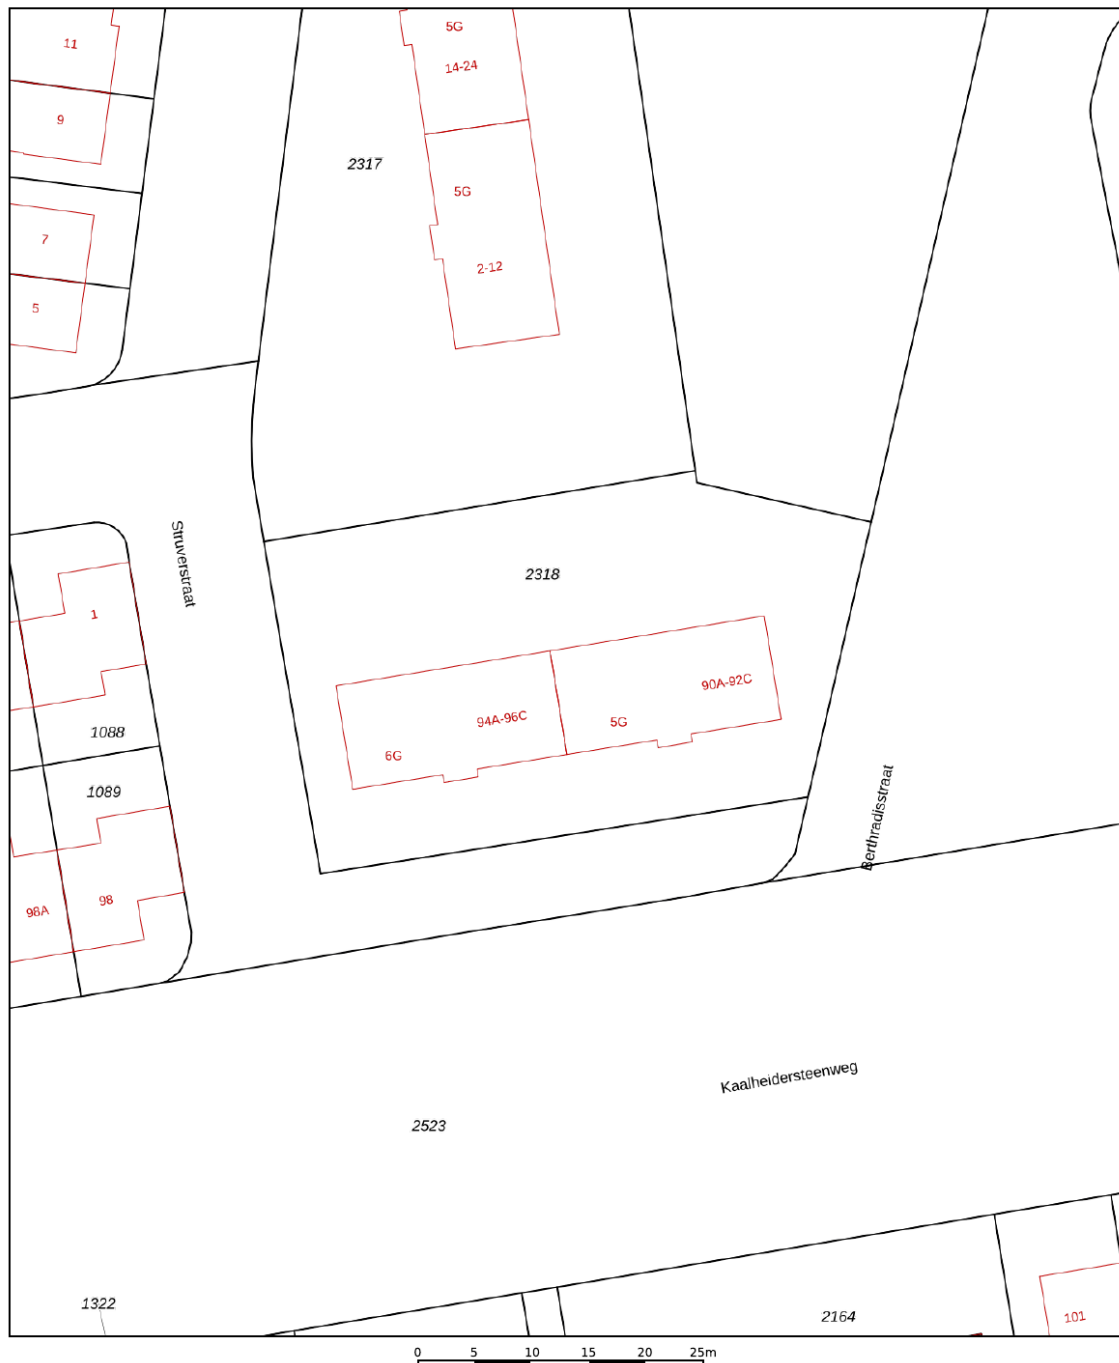 5G
11
14-24
9
2317
5G
7
2-12
5
Struverstraat
2318
1
90A-92C
94A-96C
5G
1088
6G
1089
Berthradisstraat
98
98A
Kaalheidersteenweg
2523
1322
2164
101
0 5 10 15 20 25m